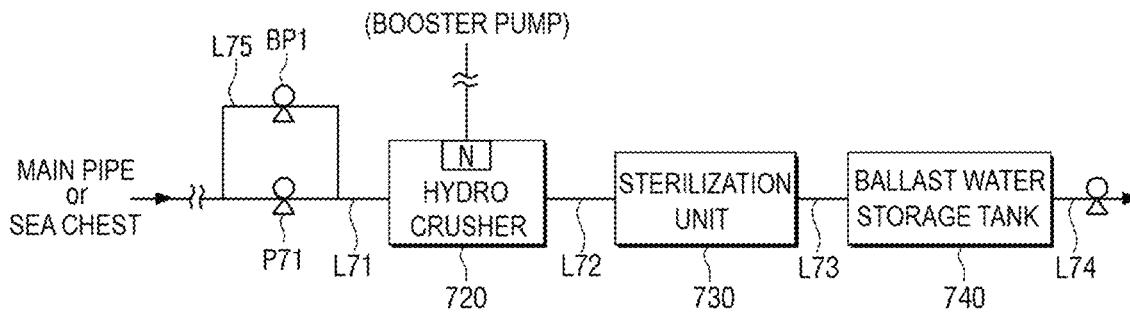 (BOOSTER PUMP)
L75
BP1
MAIN PIPE
or
SEA CHEST
P71
L71
N
HYDRO
CRUSHER
720
L72
STERILIZATION
UNIT
730
L73
BALLAST WATER
STORAGE TANK
740
L74